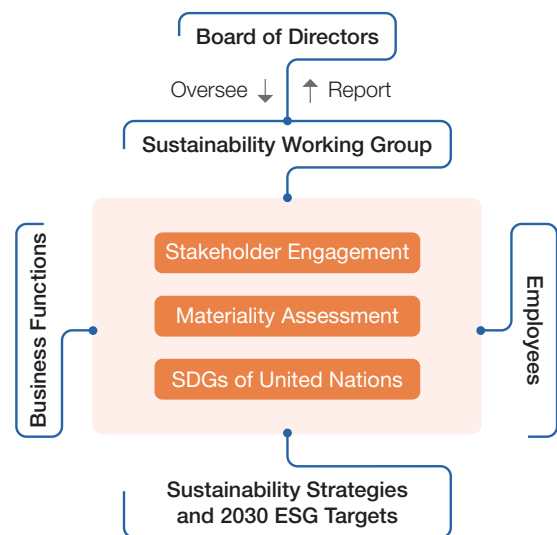 Board of Directors
Oversee
Report
Sustainability Working Group
Business Functions
Stakeholder Engagement
Materiality Assessment
SDGs of United Nations
Employees
Sustainability Strategies
and 2030 ESG Targets